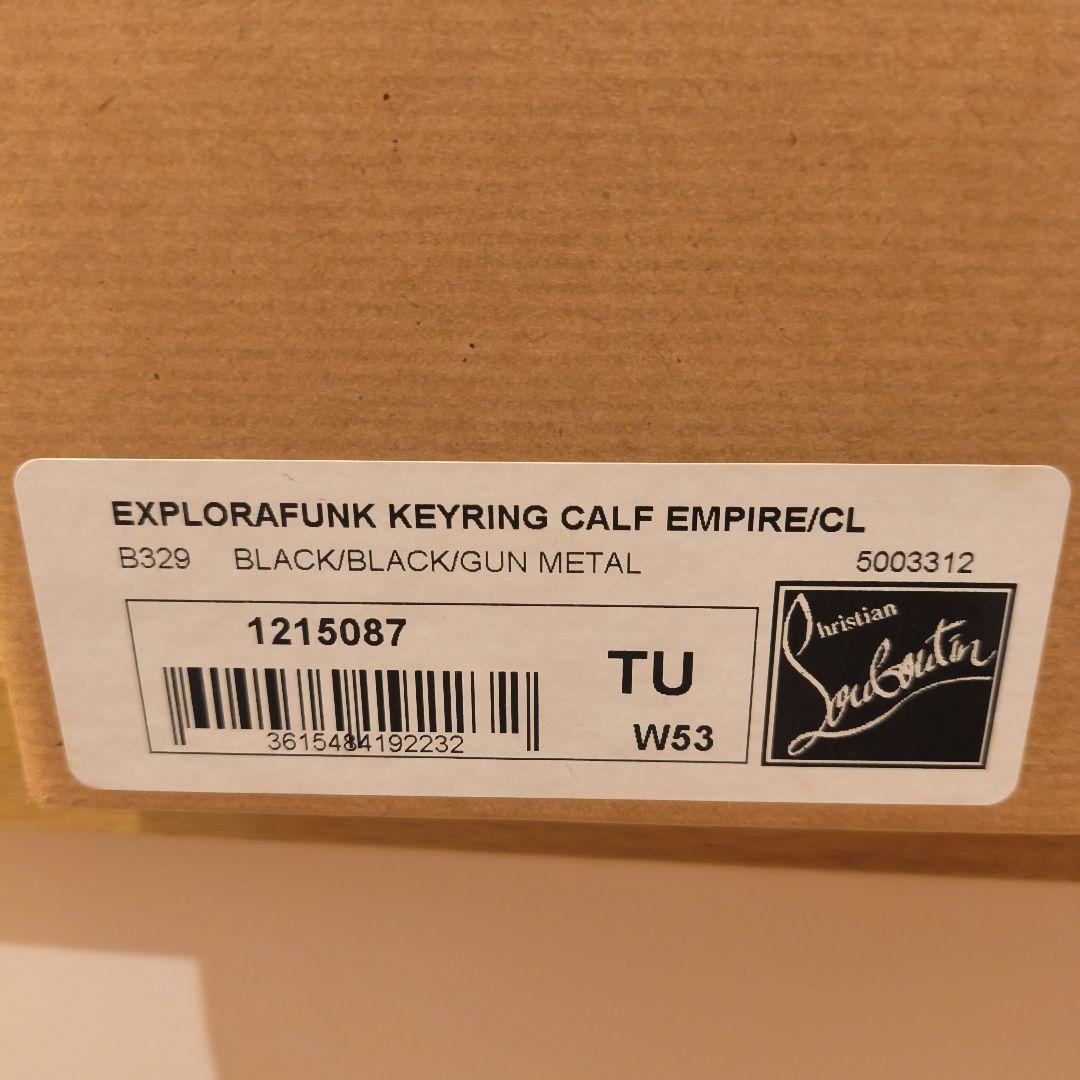 EXPLORAFUNK KEYRING CALF EMPIRE/CL
B329 BLACK/BLACK/GUN METAL 5003312
1215087
TU
3615484192232
W53
Christian
Louboutin